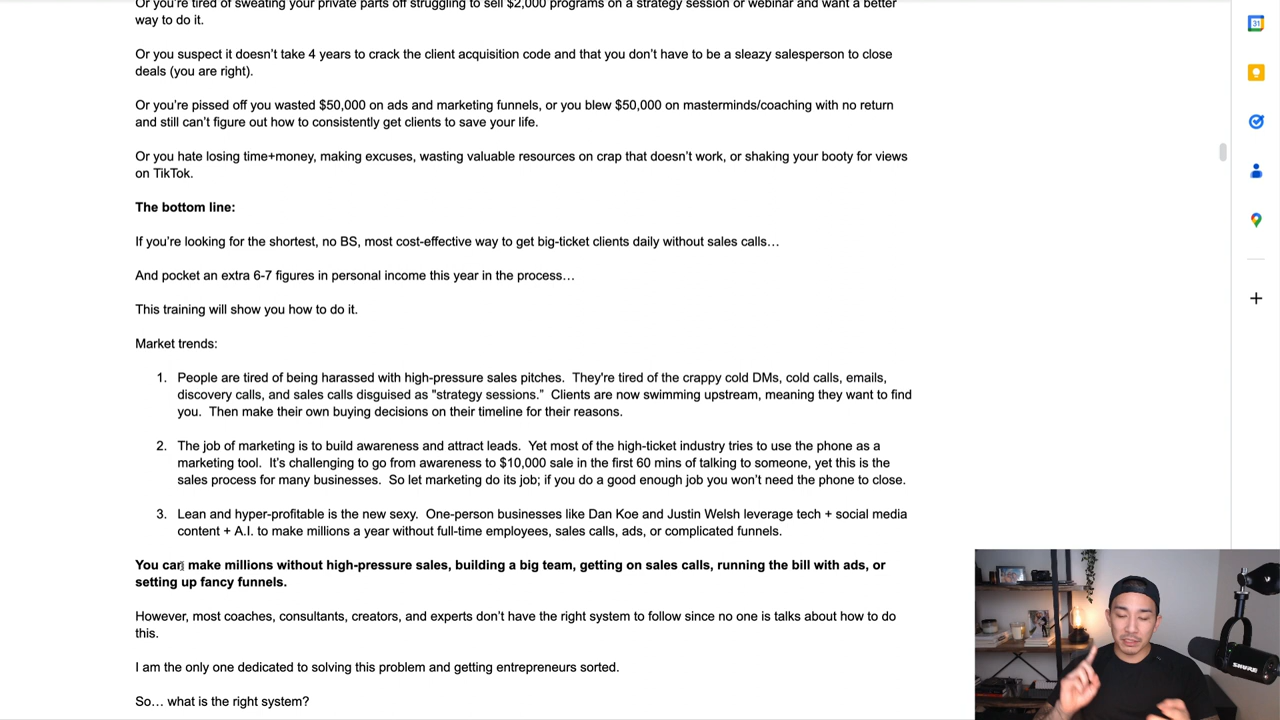 Or you're tired of sweating your private parts off struggling to sell $2,000 programs on a strategy session or webinar and want a better
way to do it.
Or you suspect it doesn't take 4 years to crack the client acquisition code and that you don't have to be a sleazy salesperson to close
deals (you are right).
Or you're pissed off you wasted $50,000 on ads and marketing funnels, or you blew $50,000 on masterminds/coaching with no return
and still can't figure out how to consistently get clients to save your life.
Or you hate losing time+money, making excuses, wasting valuable resources on crap that doesn't work, or shaking your booty for views
on TikTok.
The bottom line:
If you're looking for the shortest, no BS, most cost-effective way to get big-ticket clients daily without sales calls…
And pocket an extra 6-7 figures in personal income this year in the process…
This training will show you how to do it.
Market trends:
1. People are tired of being harassed with high-pressure sales pitches. They're tired of the crappy cold DMs, cold calls, emails,
discovery calls, and sales calls disguised as "strategy sessions." Clients are now swimming upstream, meaning they want to find
you. Then make their own buying decisions on their timeline for their reasons.
2. The job of marketing is to build awareness and attract leads. Yet most of the high-ticket industry tries to use the phone as a
marketing tool. It's challenging to go from awareness to $10,000 sale in the first 60 mins of talking to someone, yet this is the
sales process for many businesses. So let marketing do its job; if you do a good enough job you won't need the phone to close.
3. Lean and hyper-profitable is the new sexy. One-person businesses like Dan Koe and Justin Welsh leverage tech + social media
content + A.I. to make millions a year without full-time employees, sales calls, ads, or complicated funnels.
You can make millions without high-pressure sales, building a big team, getting on sales calls, running the bill with ads, or
setting up fancy funnels.
However, most coaches, consultants, creators, and experts don't have the right system to follow since no one is talks about how to do
this.
I am the only one dedicated to solving this problem and getting entrepreneurs sorted.
So… what is the right system?
31
SHURE